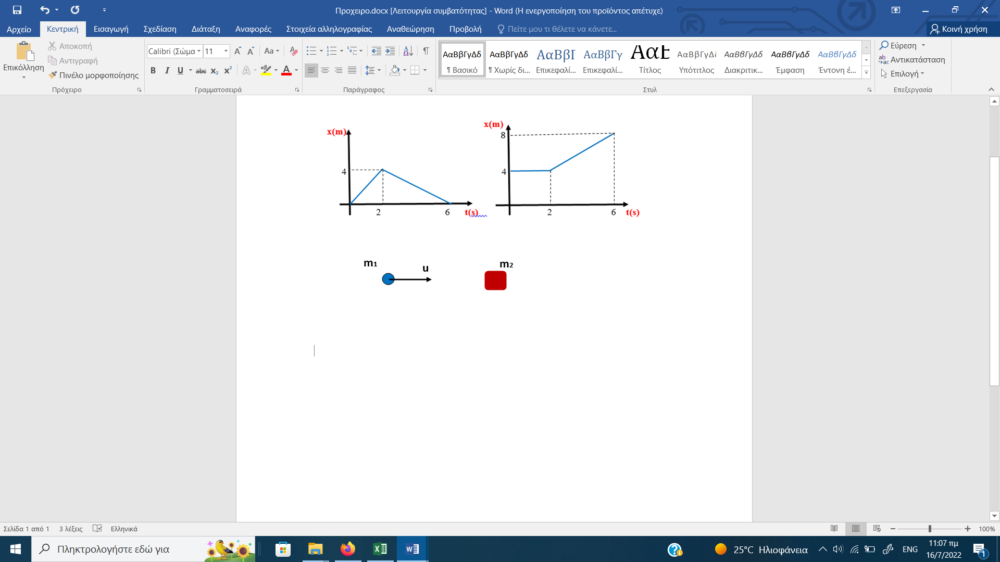 Προχειρο.docx [Λειτουργία συμβατότητας] - Word (Η ενεργοποίηση του προϊόντος απέτυχε)
Αρχείο Κεντρική Εισαγωγή Σχεδίαση Διάταξη Αναφορές Στοιχεία αλληλογραφίας Αναθεώρηση Προβολή Πείτε μου τι θέλετε να κάνετε... Κοινή χρήση
Επικόλληση
Αποκοπή
Αντιγραφή
Πινέλο μορφοποίησης
Πρόχειρο
Calibri (Σώμα 11
Γραμματοσειρά
Παράγραφος
ΑαΒβΓγΔδ ΑαΒβΓγΔδ ΑαΒβΓ ΑαΒβΓγ ΑαΒ ΑαΒβΓγΔδ ΑαΒβΓγΔδ ΑαΒβΓγΔδ ΑαΒβΓγΔδ
¶ Βασικό ¶ Χωρίς δι... Επικεφαλί... Επικεφαλί... Τίτλος Υπότιτλος Διακριτικ... Έμφαση Έντονη έ...
Στυλ
Εύρεση
Αντικατάσταση
Επιλογή
Επεξεργασία
x(m)
4
2 6 t(s)
x(m)
8
4
2 6 t(s)
m1 u m2
Σελίδα 1 από 1 3 λέξεις Ελληνικά 100%
Πληκτρολογήστε εδώ για
25°C Ηλιοφάνεια ENG
11:07 πμ
16/7/2022
1